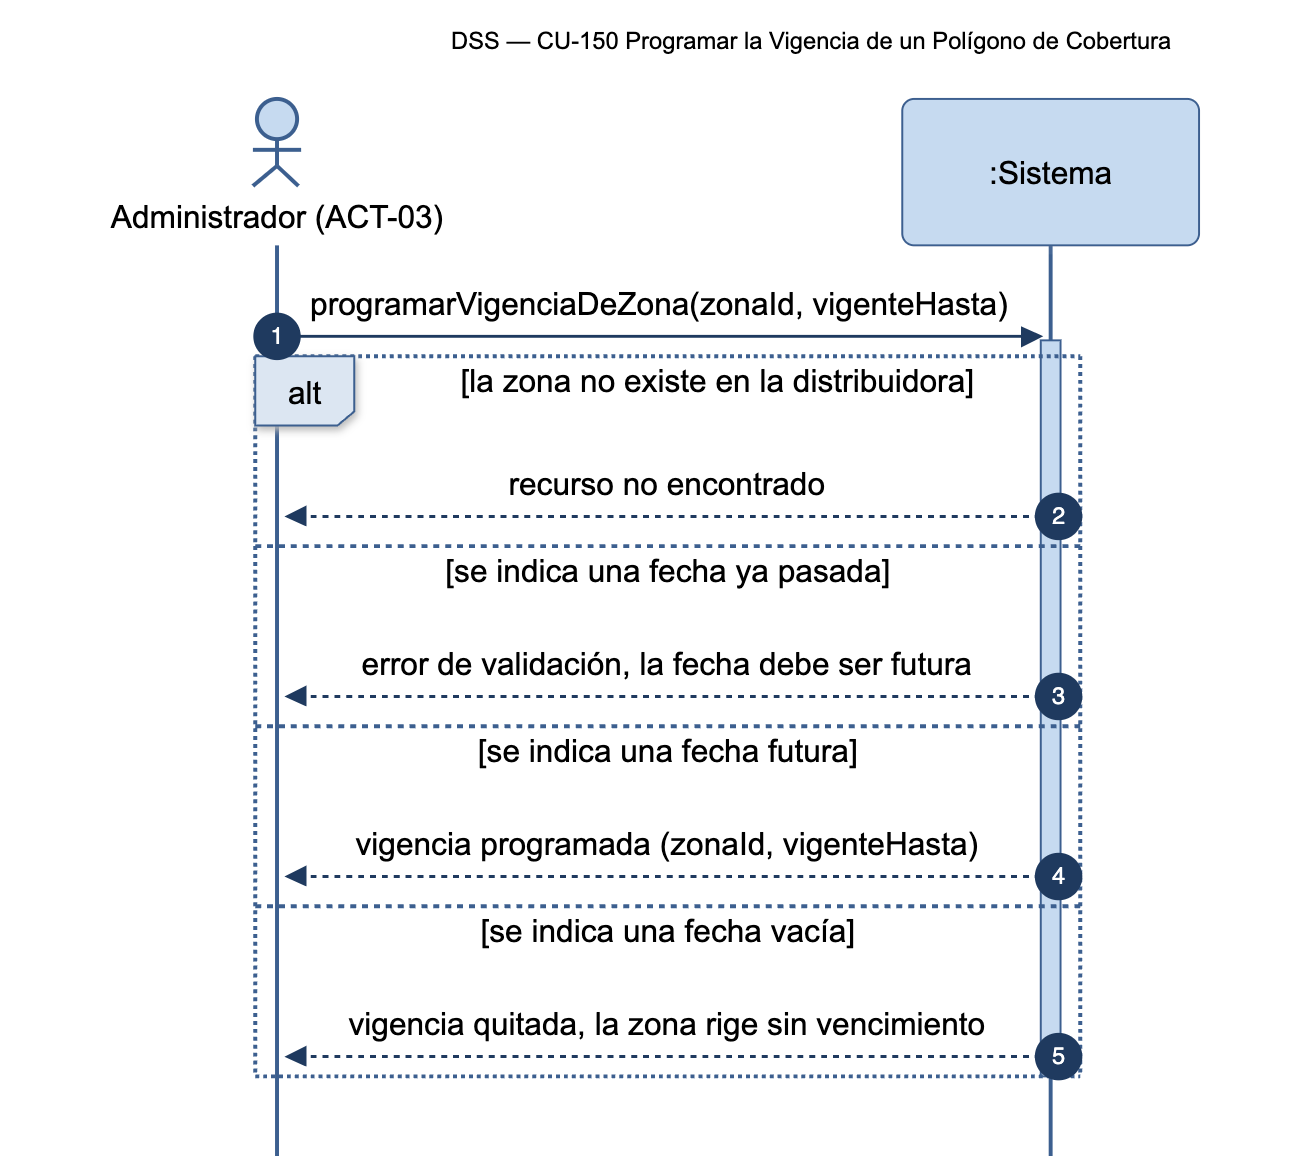 DSS — CU-150 Programar la Vigencia de un Polígono de Cobertura
:Sistema
Administrador (ACT-03)
programarVigenciaDeZona(zonaId, vigenteHasta)
1
alt
[la zona no existe en la distribuidora]
recurso no encontrado
2
[se indica una fecha ya pasada]
error de validación, la fecha debe ser futura
3
[se indica una fecha futura]
vigencia programada (zonaId, vigenteHasta)
4
[se indica una fecha vacía]
vigencia quitada, la zona rige sin vencimiento
5